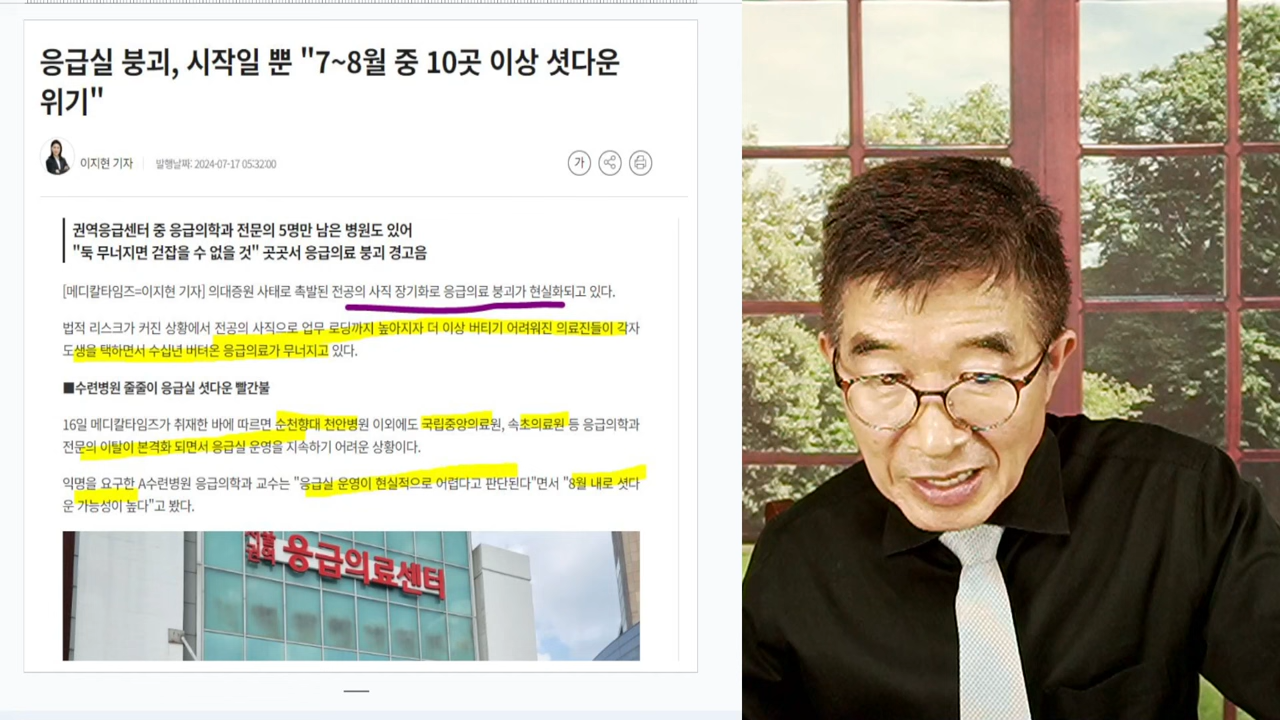 응급실 붕괴, 시작일 뿐 "7~8월 중 10곳 이상 셧다운
위기"
이지현 기자 발행날짜: 2024-07-17 05:32:00
가
권역응급센터 중 응급의학과 전문의 5명만 남은 병원도 있어
"둑 무너지면 걷잡을 수 없을 것" 곳곳서 응급의료 붕괴 경고음
[메디칼타임즈=이지현 기자] 의대증원 사태로 촉발된 전공의 사직 장기화로 응급의료 붕괴가 현실화되고 있다.
법적 리스크가 커진 상황에서 전공의 사직으로 업무 로딩까지 높아지자 더 이상 버티기 어려워진 의료진들이 각자
도생을 택하면서 수십년 버텨온 응급의료가 무너지고 있다.
■수련병원 줄줄이 응급실 셧다운 빨간불
16일 메디칼타임즈가 취재한 바에 따르면 순천향대 천안병원 이외에도 국립중앙의료원, 속초의료원 등 응급의학과
전문의 이탈이 본격화 되면서 응급실 운영을 지속하기 어려운 상황이다.
익명을 요구한 A수련병원 응급의학과 교수는 "응급실 운영이 현실적으로 어렵다고 판단된다"면서 "8월 내로 셧다
운 가능성이 높다"고 봤다.
권역 응급의료센터